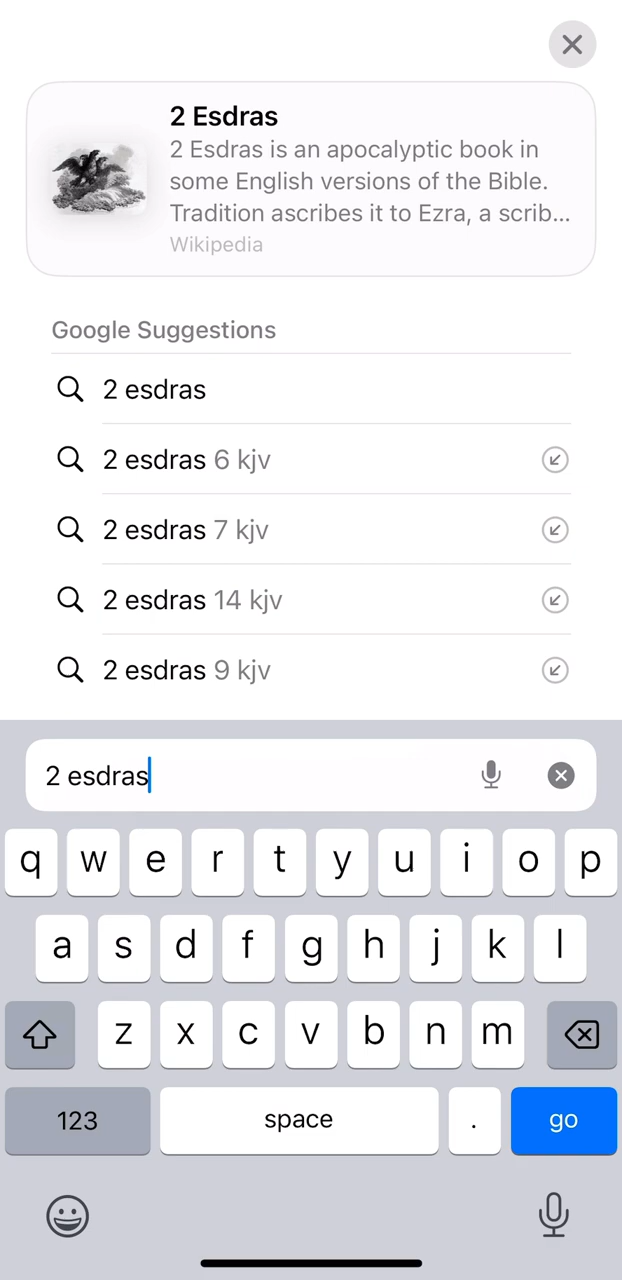 2 Esdras
2 Esdras is an apocalyptic book in
some English versions of the Bible.
Tradition ascribes it to Ezra, a scrib...
Wikipedia
Google Suggestions
2 esdras
2 esdras 6 kjv
2 esdras 7 kjv
2 esdras 14 kjv
2 esdras 9 kjv
2 esdras
q w e r t y u i o p
a s d f g h j k l
z x c v b n m
123 space . go